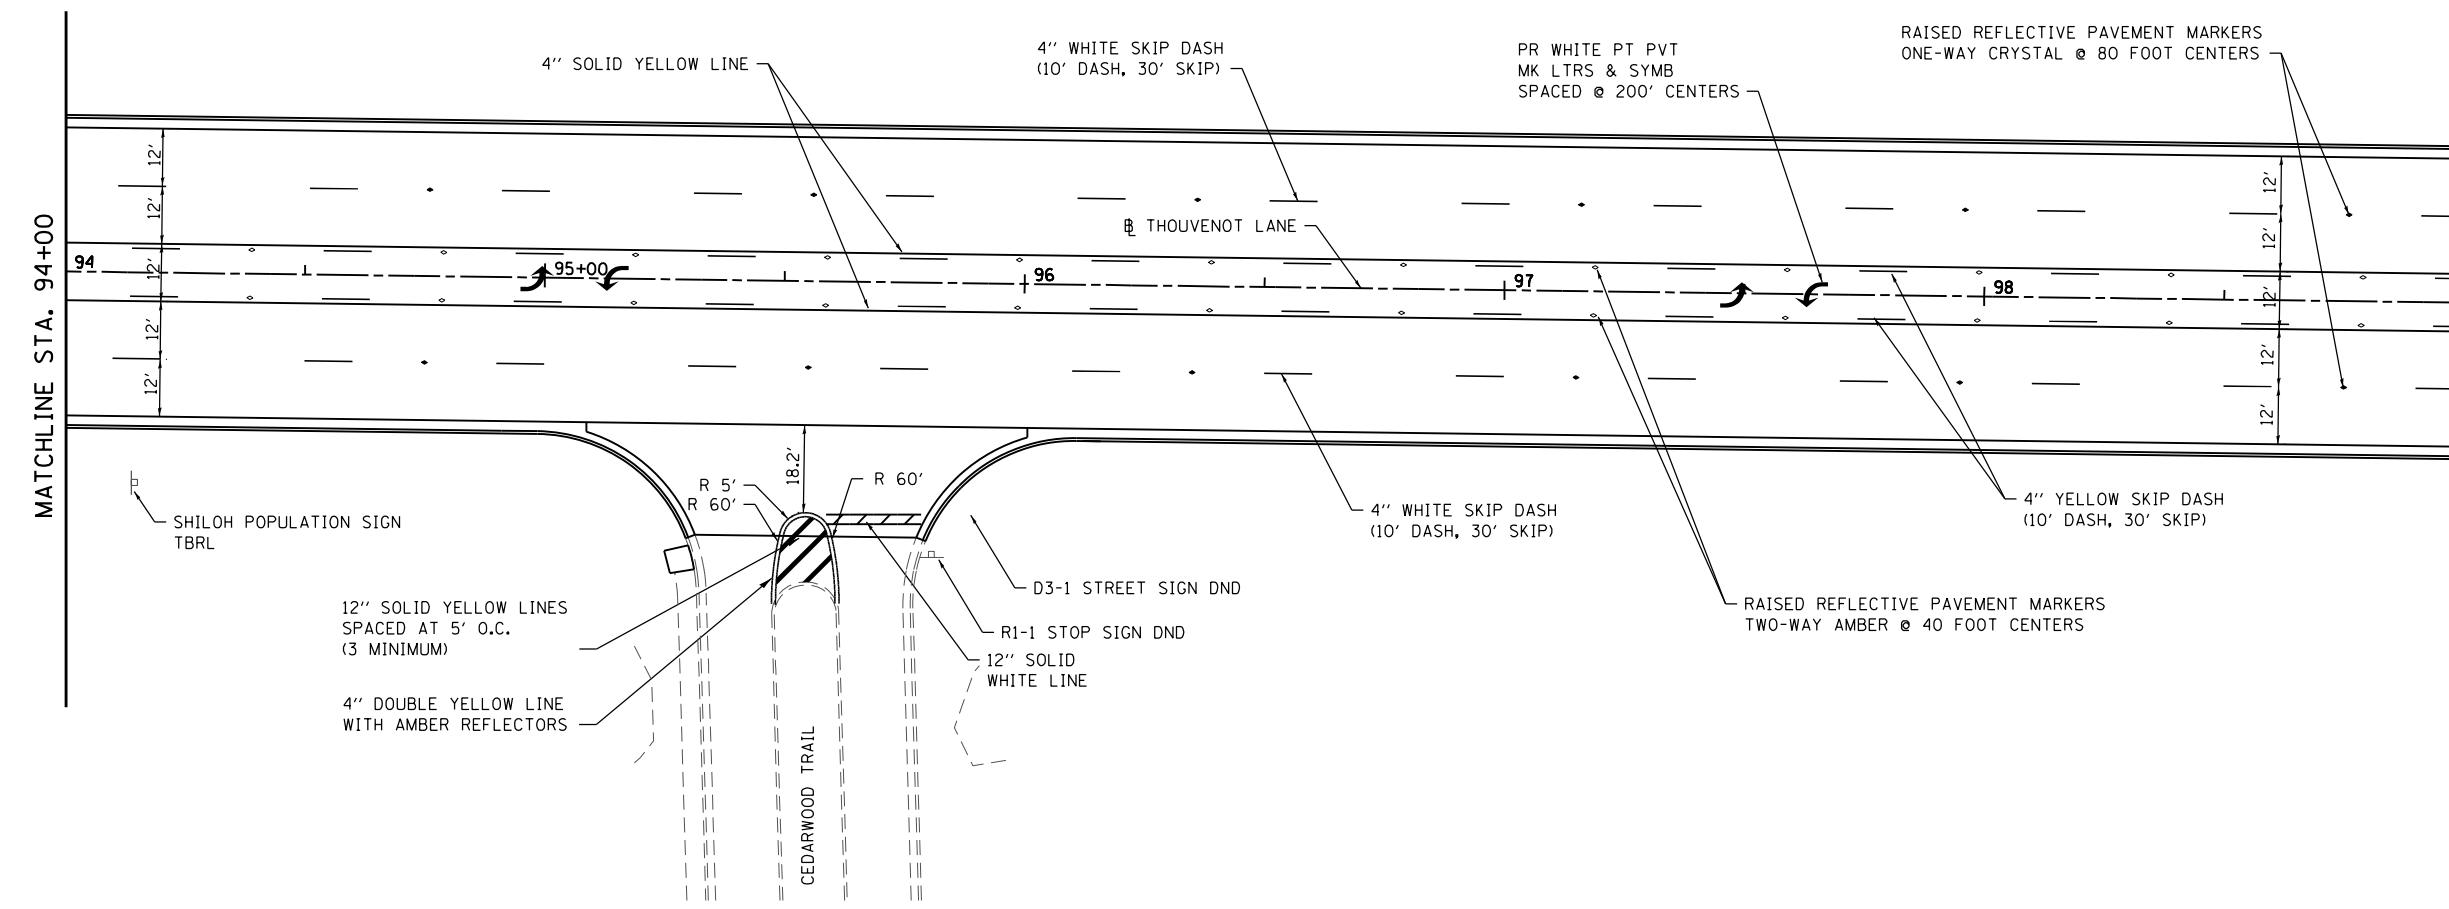 RAISED REFLECTIVE PAVEMENT MARKERS
ONE-WAY CRYSTAL @ 80 FOOT CENTERS
4'' WHITE SKIP DASH
(10' DASH, 30' SKIP)
PR WHITE PT PVT
MK LTRS & SYMB
SPACED @ 200' CENTERS
4'' SOLID YELLOW LINE
12'
12'
12'
12'
12'
12'
12'
12'
12'
12'
MATCHLINE STA. 94+00
94
95+00
96
97
98
℄ THOUVENOT LANE
18.2'
R 5'
R 60'
R 60'
SHILOH POPULATION SIGN
TBRL
4'' WHITE SKIP DASH
(10' DASH, 30' SKIP)
4'' YELLOW SKIP DASH
(10' DASH, 30' SKIP)
D3-1 STREET SIGN DND
12'' SOLID YELLOW LINES
SPACED AT 5' O.C.
(3 MINIMUM)
RAISED REFLECTIVE PAVEMENT MARKERS
TWO-WAY AMBER @ 40 FOOT CENTERS
R1-1 STOP SIGN DND
12'' SOLID
WHITE LINE
4'' DOUBLE YELLOW LINE
WITH AMBER REFLECTORS
CEDARWOOD TRAIL